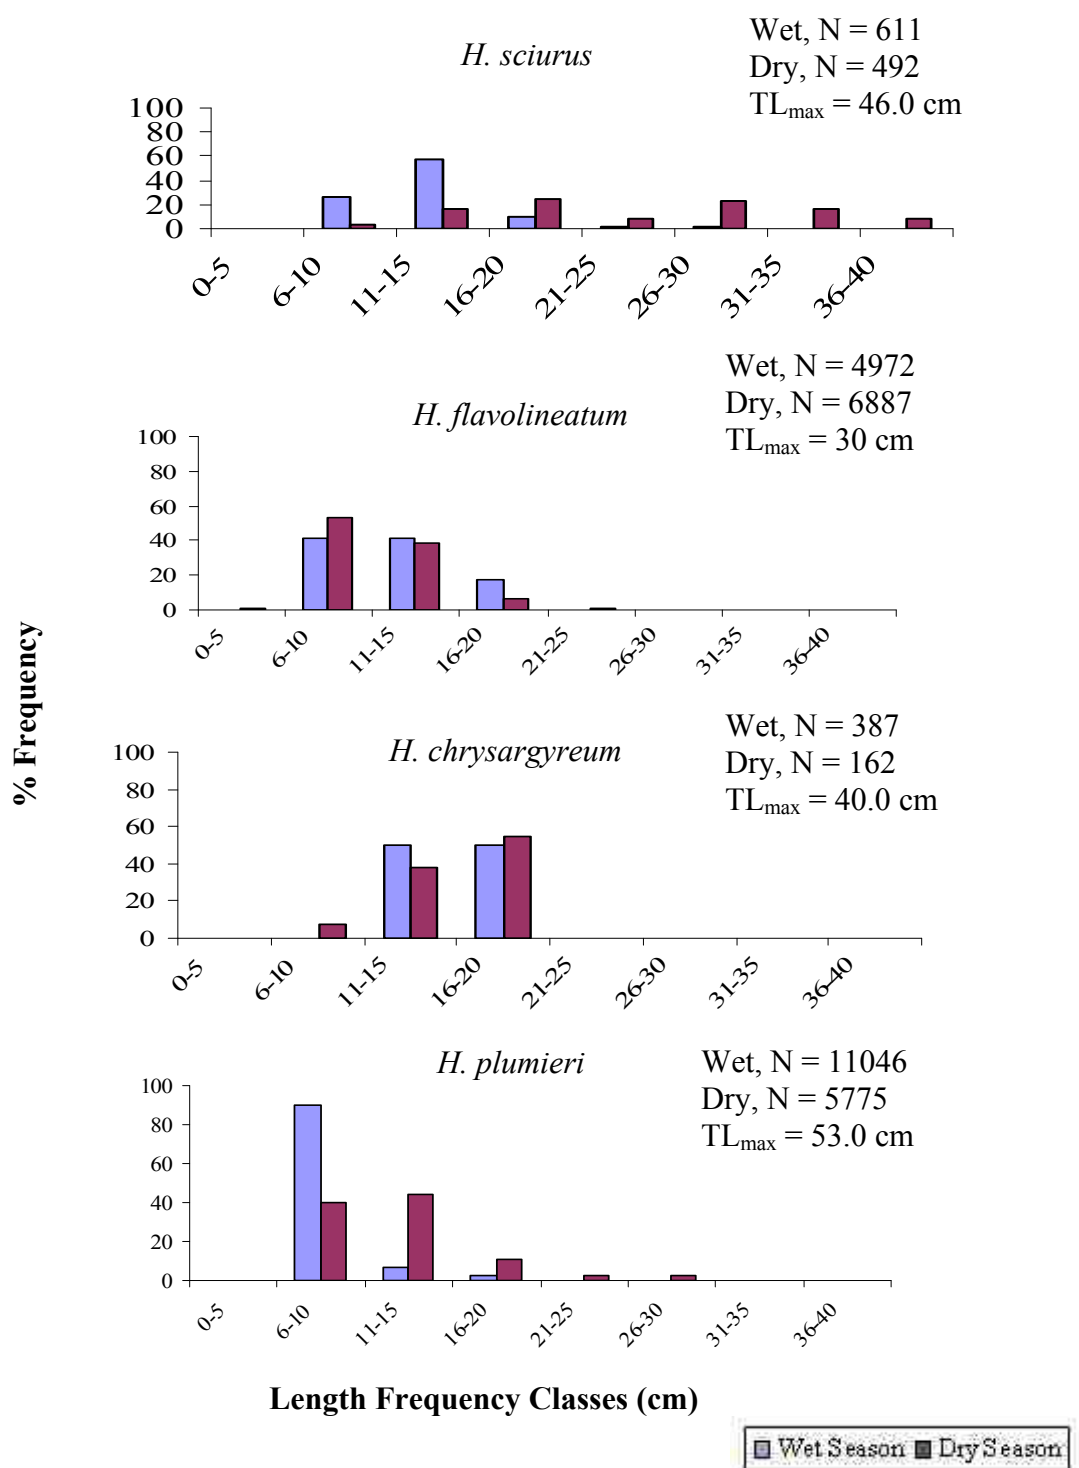 H. sciurus
Wet, N = 611
Dry, N = 492
TLmax = 46.0 cm
100
80
60
40
20
0
0-5 6-10 11-15 16-20 21-25 26-30 31-35 36-40
H. flavolineatum
Wet, N = 4972
Dry, N = 6887
TLmax = 30 cm
100
80
60
40
20
0
0-5 6-10 11-15 16-20 21-25 26-30 31-35 36-40
% Frequency
H. chrysargyreum
Wet, N = 387
Dry, N = 162
TLmax = 40.0 cm
100
80
60
40
20
0
0-5 6-10 11-15 16-20 21-25 26-30 31-35 36-40
H. plumieri
Wet, N = 11046
Dry, N = 5775
TLmax = 53.0 cm
100
80
60
40
20
0
0-5 6-10 11-15 16-20 21-25 26-30 31-35 36-40
Length Frequency Classes (cm)
Wet Season Dry Season